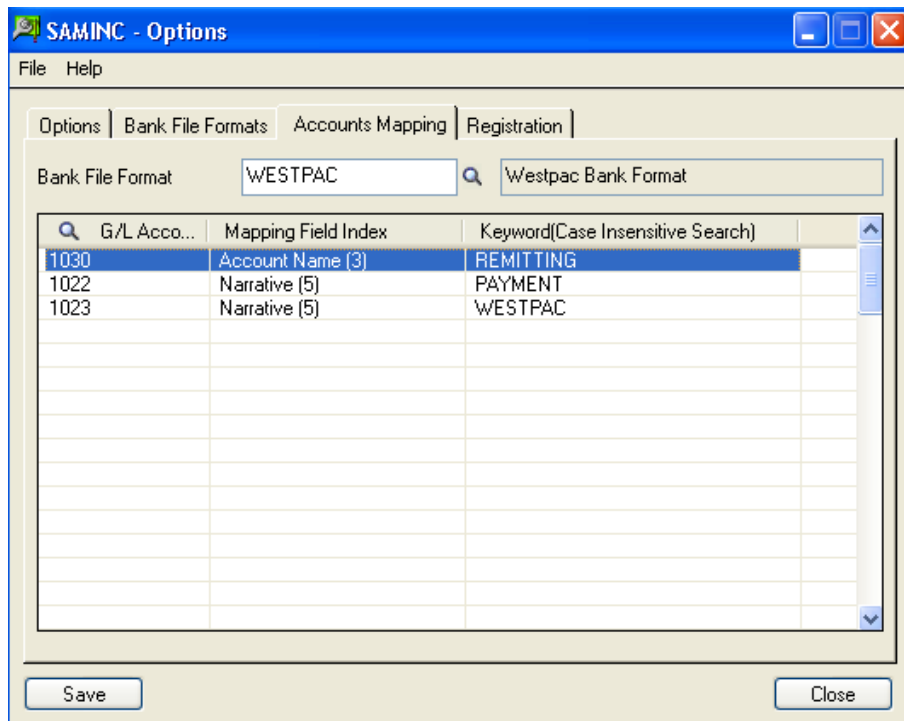 SAMINC - Options
File Help
Options Bank File Formats Accounts Mapping Registration
Bank File Format WESTPAC Westpac Bank Format
G/L Acco... Mapping Field Index Keyword(Case Insensitive Search)
1030 Account Name (3) REMITTING
1022 Narrative (5) PAYMENT
1023 Narrative (5) WESTPAC
Save Close